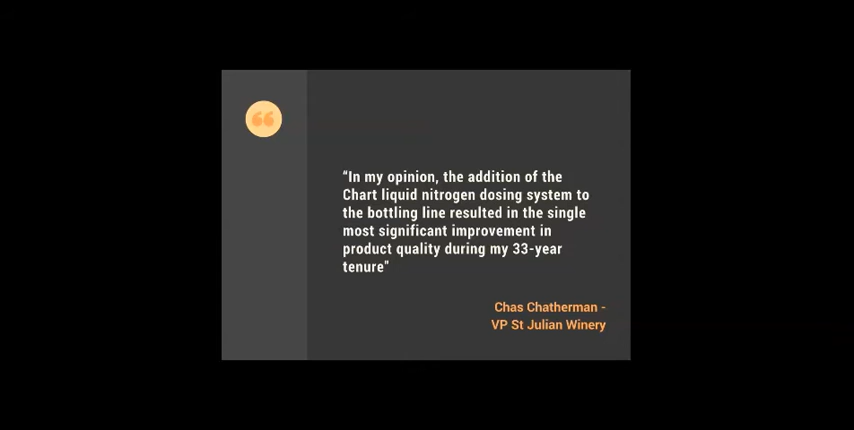 “In my opinion, the addition of the
Chart liquid nitrogen dosing system to
the bottling line resulted in the single
most significant improvement in
product quality during my 33-year
tenure"
Chas Chatherman -
VP St Julian Winery